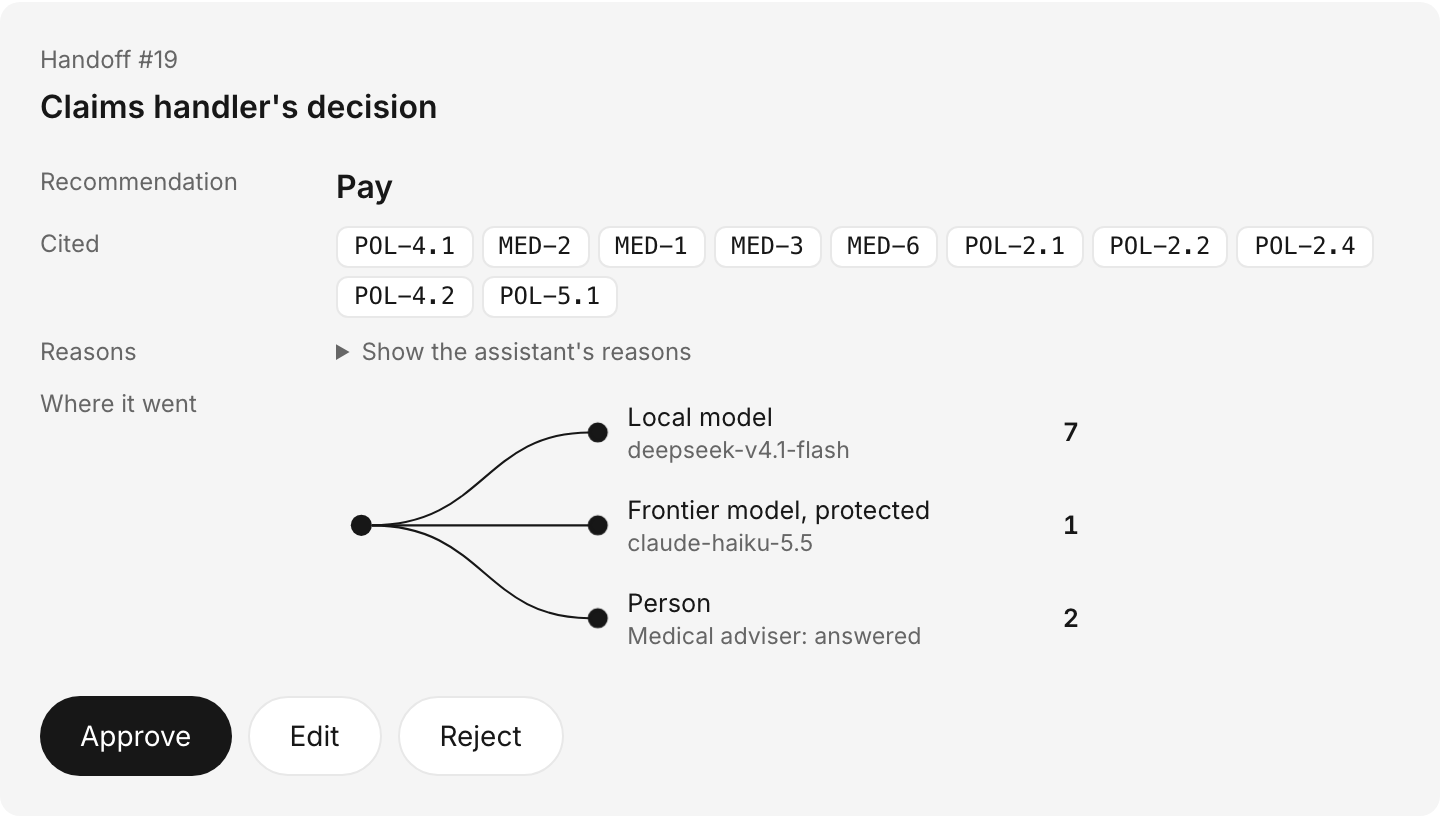 Handoff #19
Claims handler's decision
Recommendation
Pay
Cited
POL-4.1 MED-2 MED-1 MED-3 MED-6 POL-2.1 POL-2.2 POL-2.4
POL-4.2 POL-5.1
Reasons
Show the assistant's reasons
Where it went
Local model 7
deepseek-v4.1-flash
Frontier model, protected 1
claude-haiku-5.5
Person 2
Medical adviser: answered
Approve Edit Reject